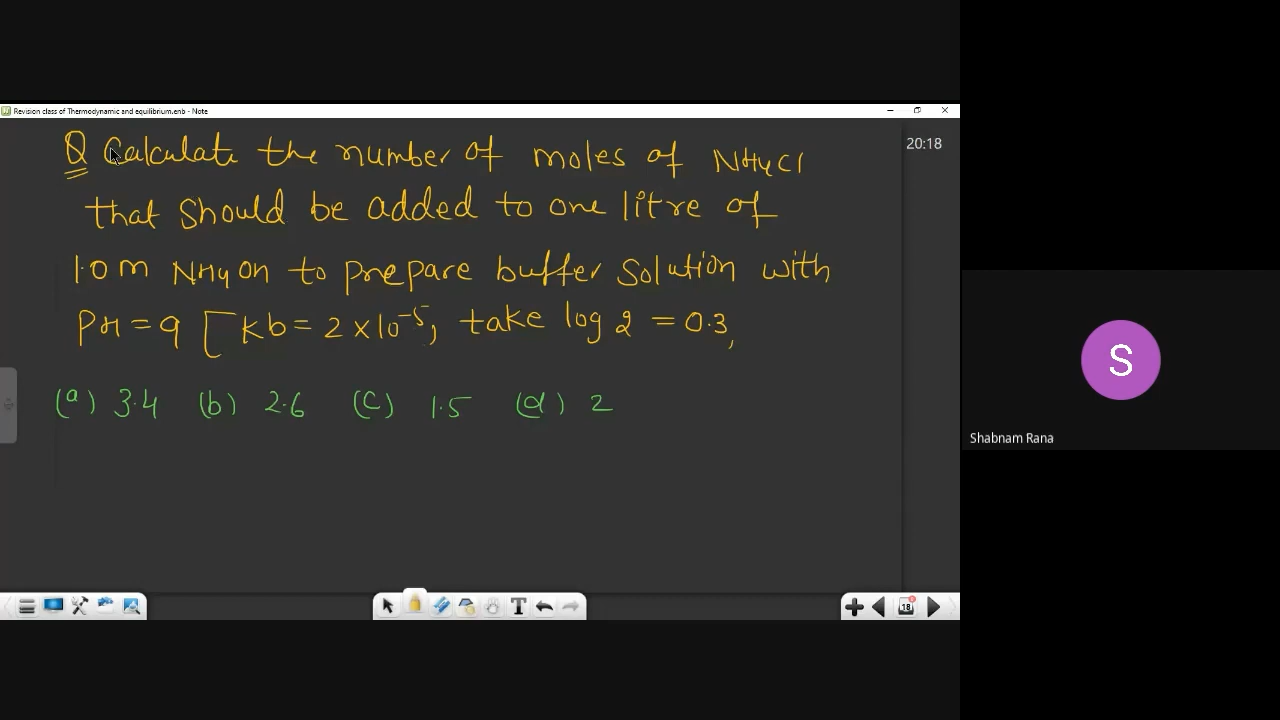 Revision class of Thermodynamic and equilibrium.enb - Note
20:18
Q Calculate the number of moles of NH4Cl
that should be added to one litre of
1.0 m NH4OH to prepare buffer solution with
PH = 9 [Kb = 2 × 10⁻⁵, take log 2 = 0.3,
(a) 3.4 (b) 2.6 (c) 1.5 (d) 2
S
Shabnam Rana
T
18